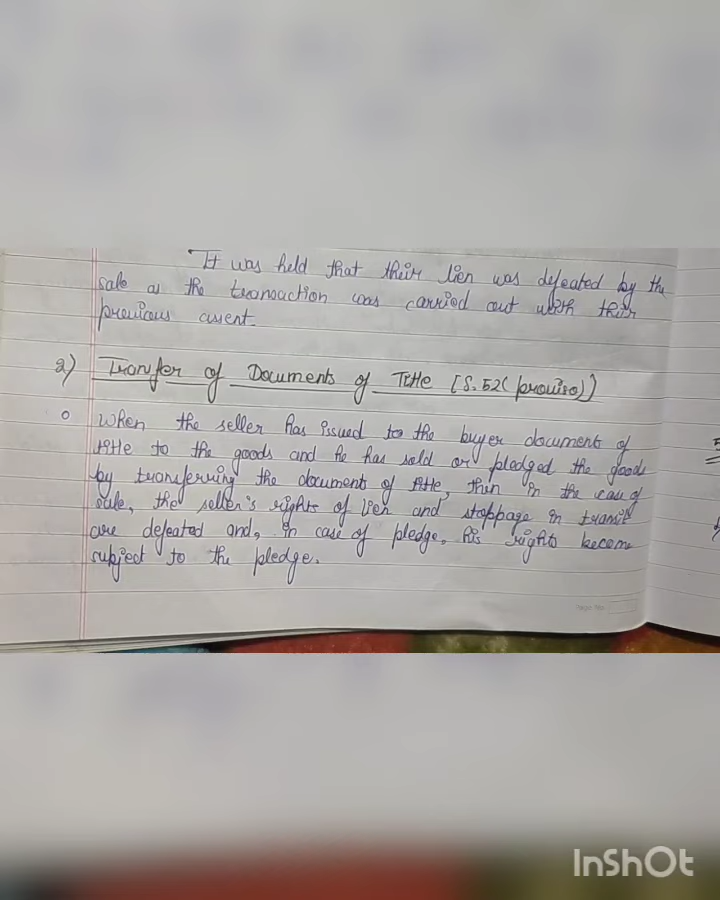 It was held that their lien was defeated by the
sale as the transaction was carried out with their
previous assent.
2) Transfer of Documents of Title [S. 52( proviso))
o When the seller has issued to the buyer document of
title to the goods and he has sold or pledged the goods
by transferring the documents of title, then in the case of
sale, the seller's rights of lien and stoppage in transit
are defeated and, in case of pledge, his rights become
subject to the pledge.
InShOt